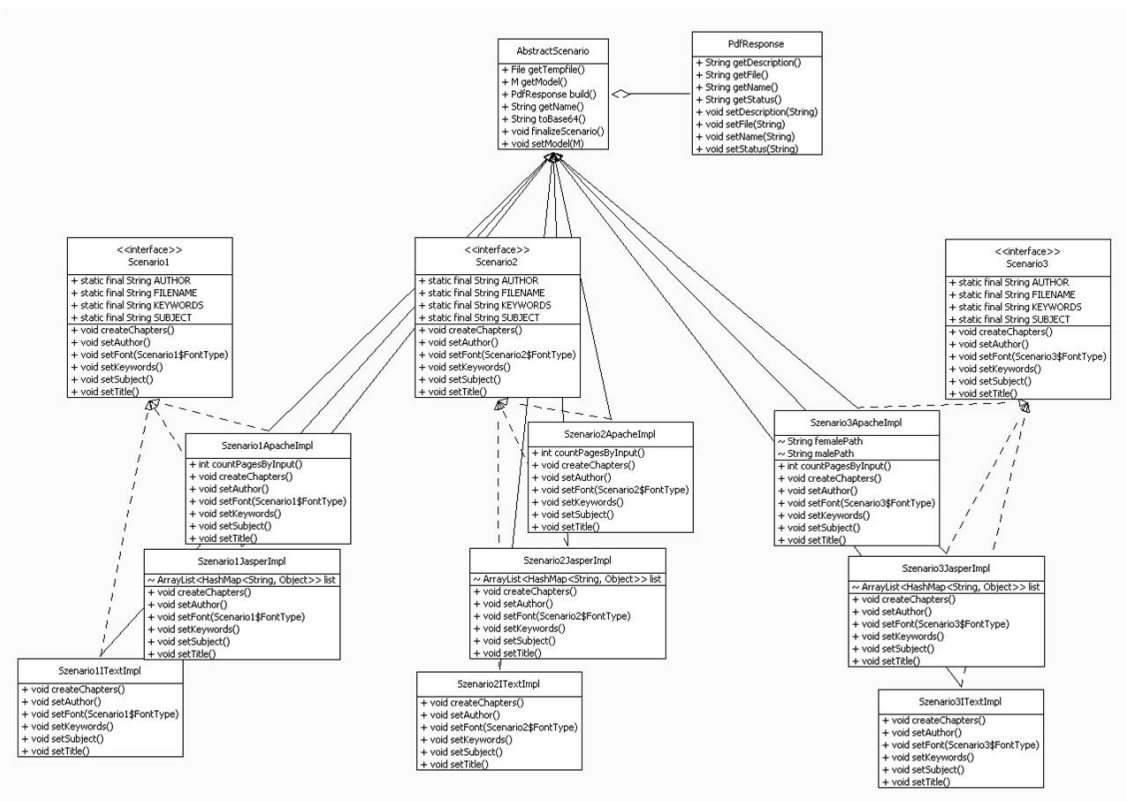 AbstractScenario
+ File getTempfile()
+ M getModel()
+ PdfResponse build()
+ String getName()
+ String toBase64()
+ void finalizeScenario()
+ void setModel(M)
PdfResponse
+ String getDescription()
+ String getFile()
+ String getName()
+ String getStatus()
+ void setDescription(String)
+ void setFile(String)
+ void setName(String)
+ void setStatus(String)
<<interface>>
Scenario1
+ static final String AUTHOR
+ static final String FILENAME
+ static final String KEYWORDS
+ static final String SUBJECT
+ void createChapters()
+ void setAuthor()
+ void setFont(Scenario1$FontType)
+ void setKeywords()
+ void setSubject()
+ void setTitle()
<<interface>>
Scenario2
+ static final String AUTHOR
+ static final String FILENAME
+ static final String KEYWORDS
+ static final String SUBJECT
+ void createChapters()
+ void setAuthor()
+ void setFont(Scenario2$FontType)
+ void setKeywords()
+ void setSubject()
+ void setTitle()
<<interface>>
Scenario3
+ static final String AUTHOR
+ static final String FILENAME
+ static final String KEYWORDS
+ static final String SUBJECT
+ void createChapters()
+ void setAuthor()
+ void setFont(Scenario3$FontType)
+ void setKeywords()
+ void setSubject()
+ void setTitle()
Szenario1ApacheImpl
+ int countPagesByInput()
+ void createChapters()
+ void setAuthor()
+ void setFont(Scenario1$FontType)
+ void setKeywords()
+ void setSubject()
+ void setTitle()
Szenario2ApacheImpl
+ int countPagesByInput()
+ void createChapters()
+ void setAuthor()
+ void setFont(Scenario2$FontType)
+ void setKeywords()
+ void setSubject()
+ void setTitle()
Szenario3ApacheImpl
~ String femalePath
~ String malePath
+ int countPagesByInput()
+ void createChapters()
+ void setAuthor()
+ void setFont(Scenario3$FontType)
+ void setKeywords()
+ void setSubject()
+ void setTitle()
Szenario1JasperImpl
~ ArrayList<HashMap<String, Object>> list
+ void createChapters()
+ void setAuthor()
+ void setFont(Scenario1$FontType)
+ void setKeywords()
+ void setSubject()
+ void setTitle()
Szenario2JasperImpl
~ ArrayList<HashMap<String, Object>> list
+ void createChapters()
+ void setAuthor()
+ void setFont(Scenario2$FontType)
+ void setKeywords()
+ void setSubject()
+ void setTitle()
Szenario3JasperImpl
~ ArrayList<HashMap<String, Object>> list
+ void createChapters()
+ void setAuthor()
+ void setFont(Scenario3$FontType)
+ void setKeywords()
+ void setSubject()
+ void setTitle()
Szenario1ITextImpl
+ void createChapters()
+ void setAuthor()
+ void setFont(Scenario1$FontType)
+ void setKeywords()
+ void setSubject()
+ void setTitle()
Szenario2ITextImpl
+ void createChapters()
+ void setAuthor()
+ void setFont(Scenario2$FontType)
+ void setKeywords()
+ void setSubject()
+ void setTitle()
Szenario3ITextImpl
+ void createChapters()
+ void setAuthor()
+ void setFont(Scenario3$FontType)
+ void setKeywords()
+ void setSubject()
+ void setTitle()